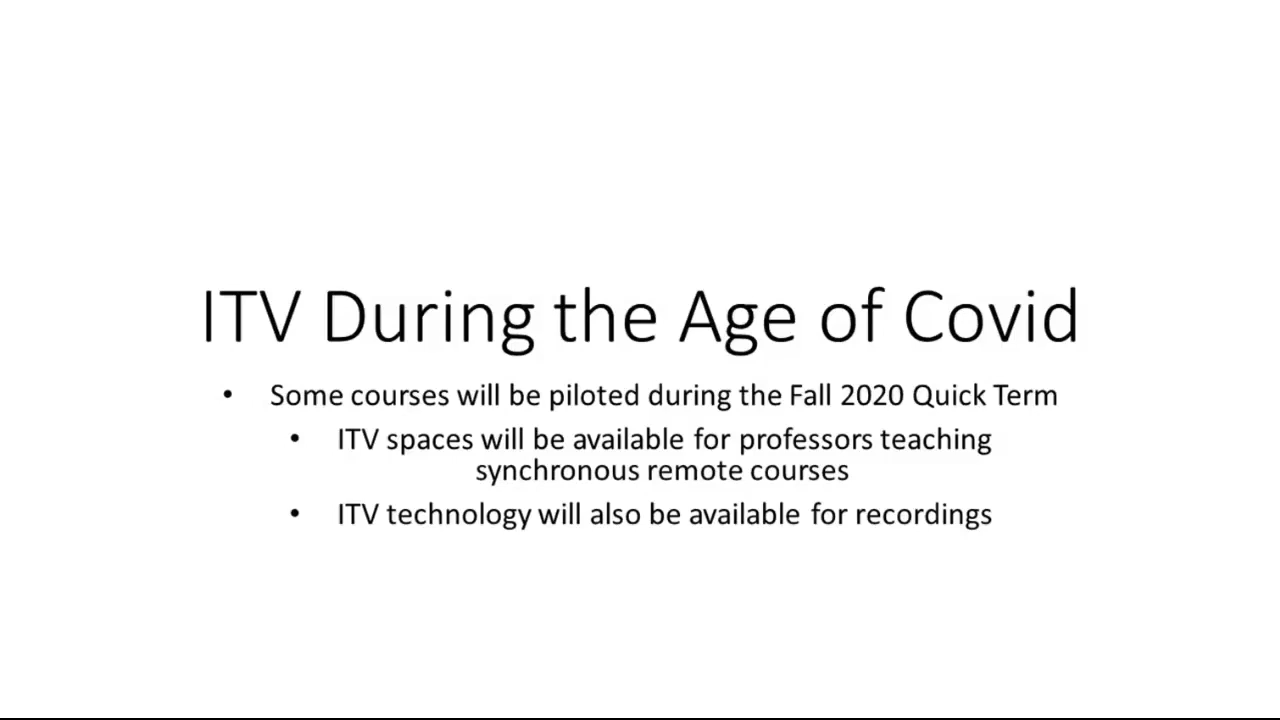 ITV During the Age of Covid
• Some courses will be piloted during the Fall 2020 Quick Term
• ITV spaces will be available for professors teaching
synchronous remote courses
• ITV technology will also be available for recordings